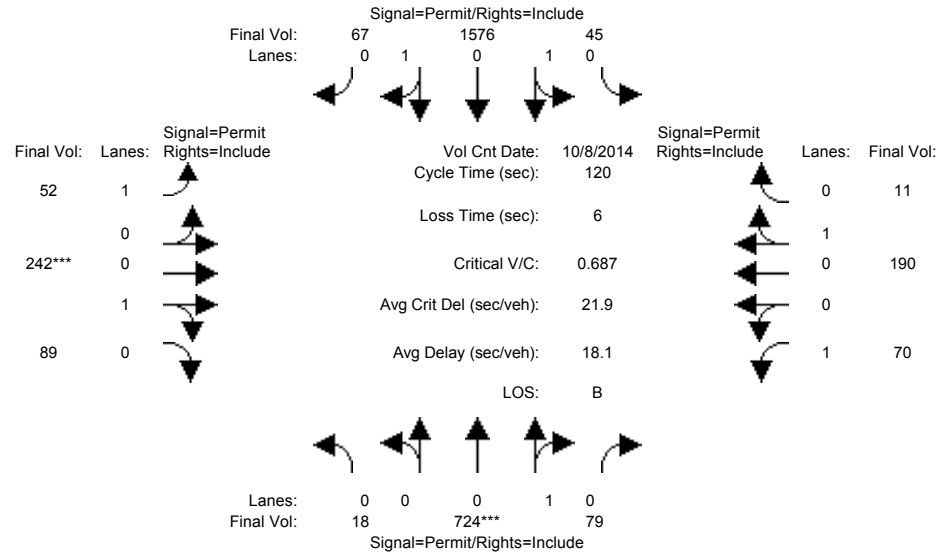 Signal=Permit/Rights=Include
Final Vol: 67 1576 45
Lanes: 0 1 0 1 0
Signal=Permit Signal=Permit
Final Vol: Lanes: Rights=Include Vol Cnt Date: 10/8/2014 Rights=Include Lanes: Final Vol:
Cycle Time (sec): 120
52 1 0 11
Loss Time (sec): 6
0 1
242*** 0 Critical V/C: 0.687 0 190
1 Avg Crit Del (sec/veh): 21.9 0
89 0 Avg Delay (sec/veh): 18.1 1 70
LOS: B
Lanes: 0 0 0 1 0
Final Vol: 18 724*** 79
Signal=Permit/Rights=Include